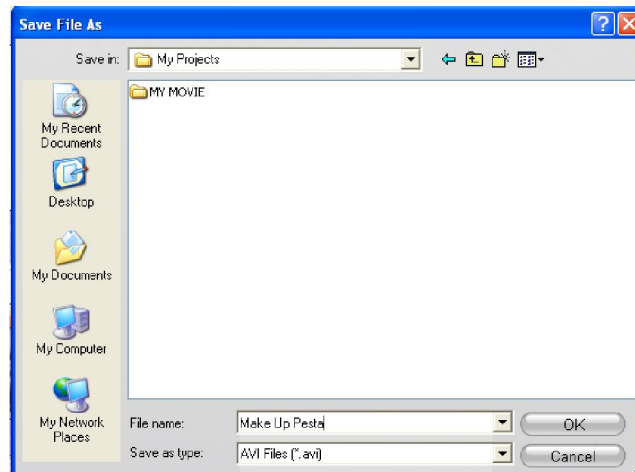 Save File As
Save in: My Projects
MY MOVIE
My Recent
Documents
Desktop
My Documents
My Computer
My Network
Places
File name: Make Up Pesta OK
Save as type: AVI Files (*.avi) Cancel